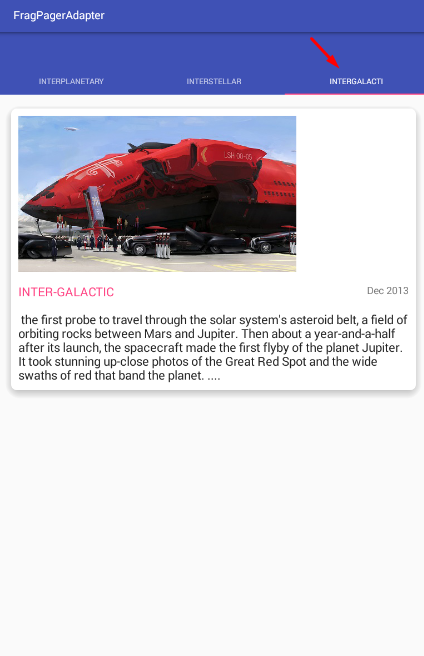 FragPagerAdapter
INTERPLANETARY INTERSTELLAR INTERGALACTI
INTER-GALACTIC Dec 2013
the first probe to travel through the solar system's asteroid belt, a field of
orbiting rocks between Mars and Jupiter. Then about a year-and-a-half
after its launch, the spacecraft made the first flyby of the planet Jupiter.
It took stunning up-close photos of the Great Red Spot and the wide
swaths of red that band the planet. ....